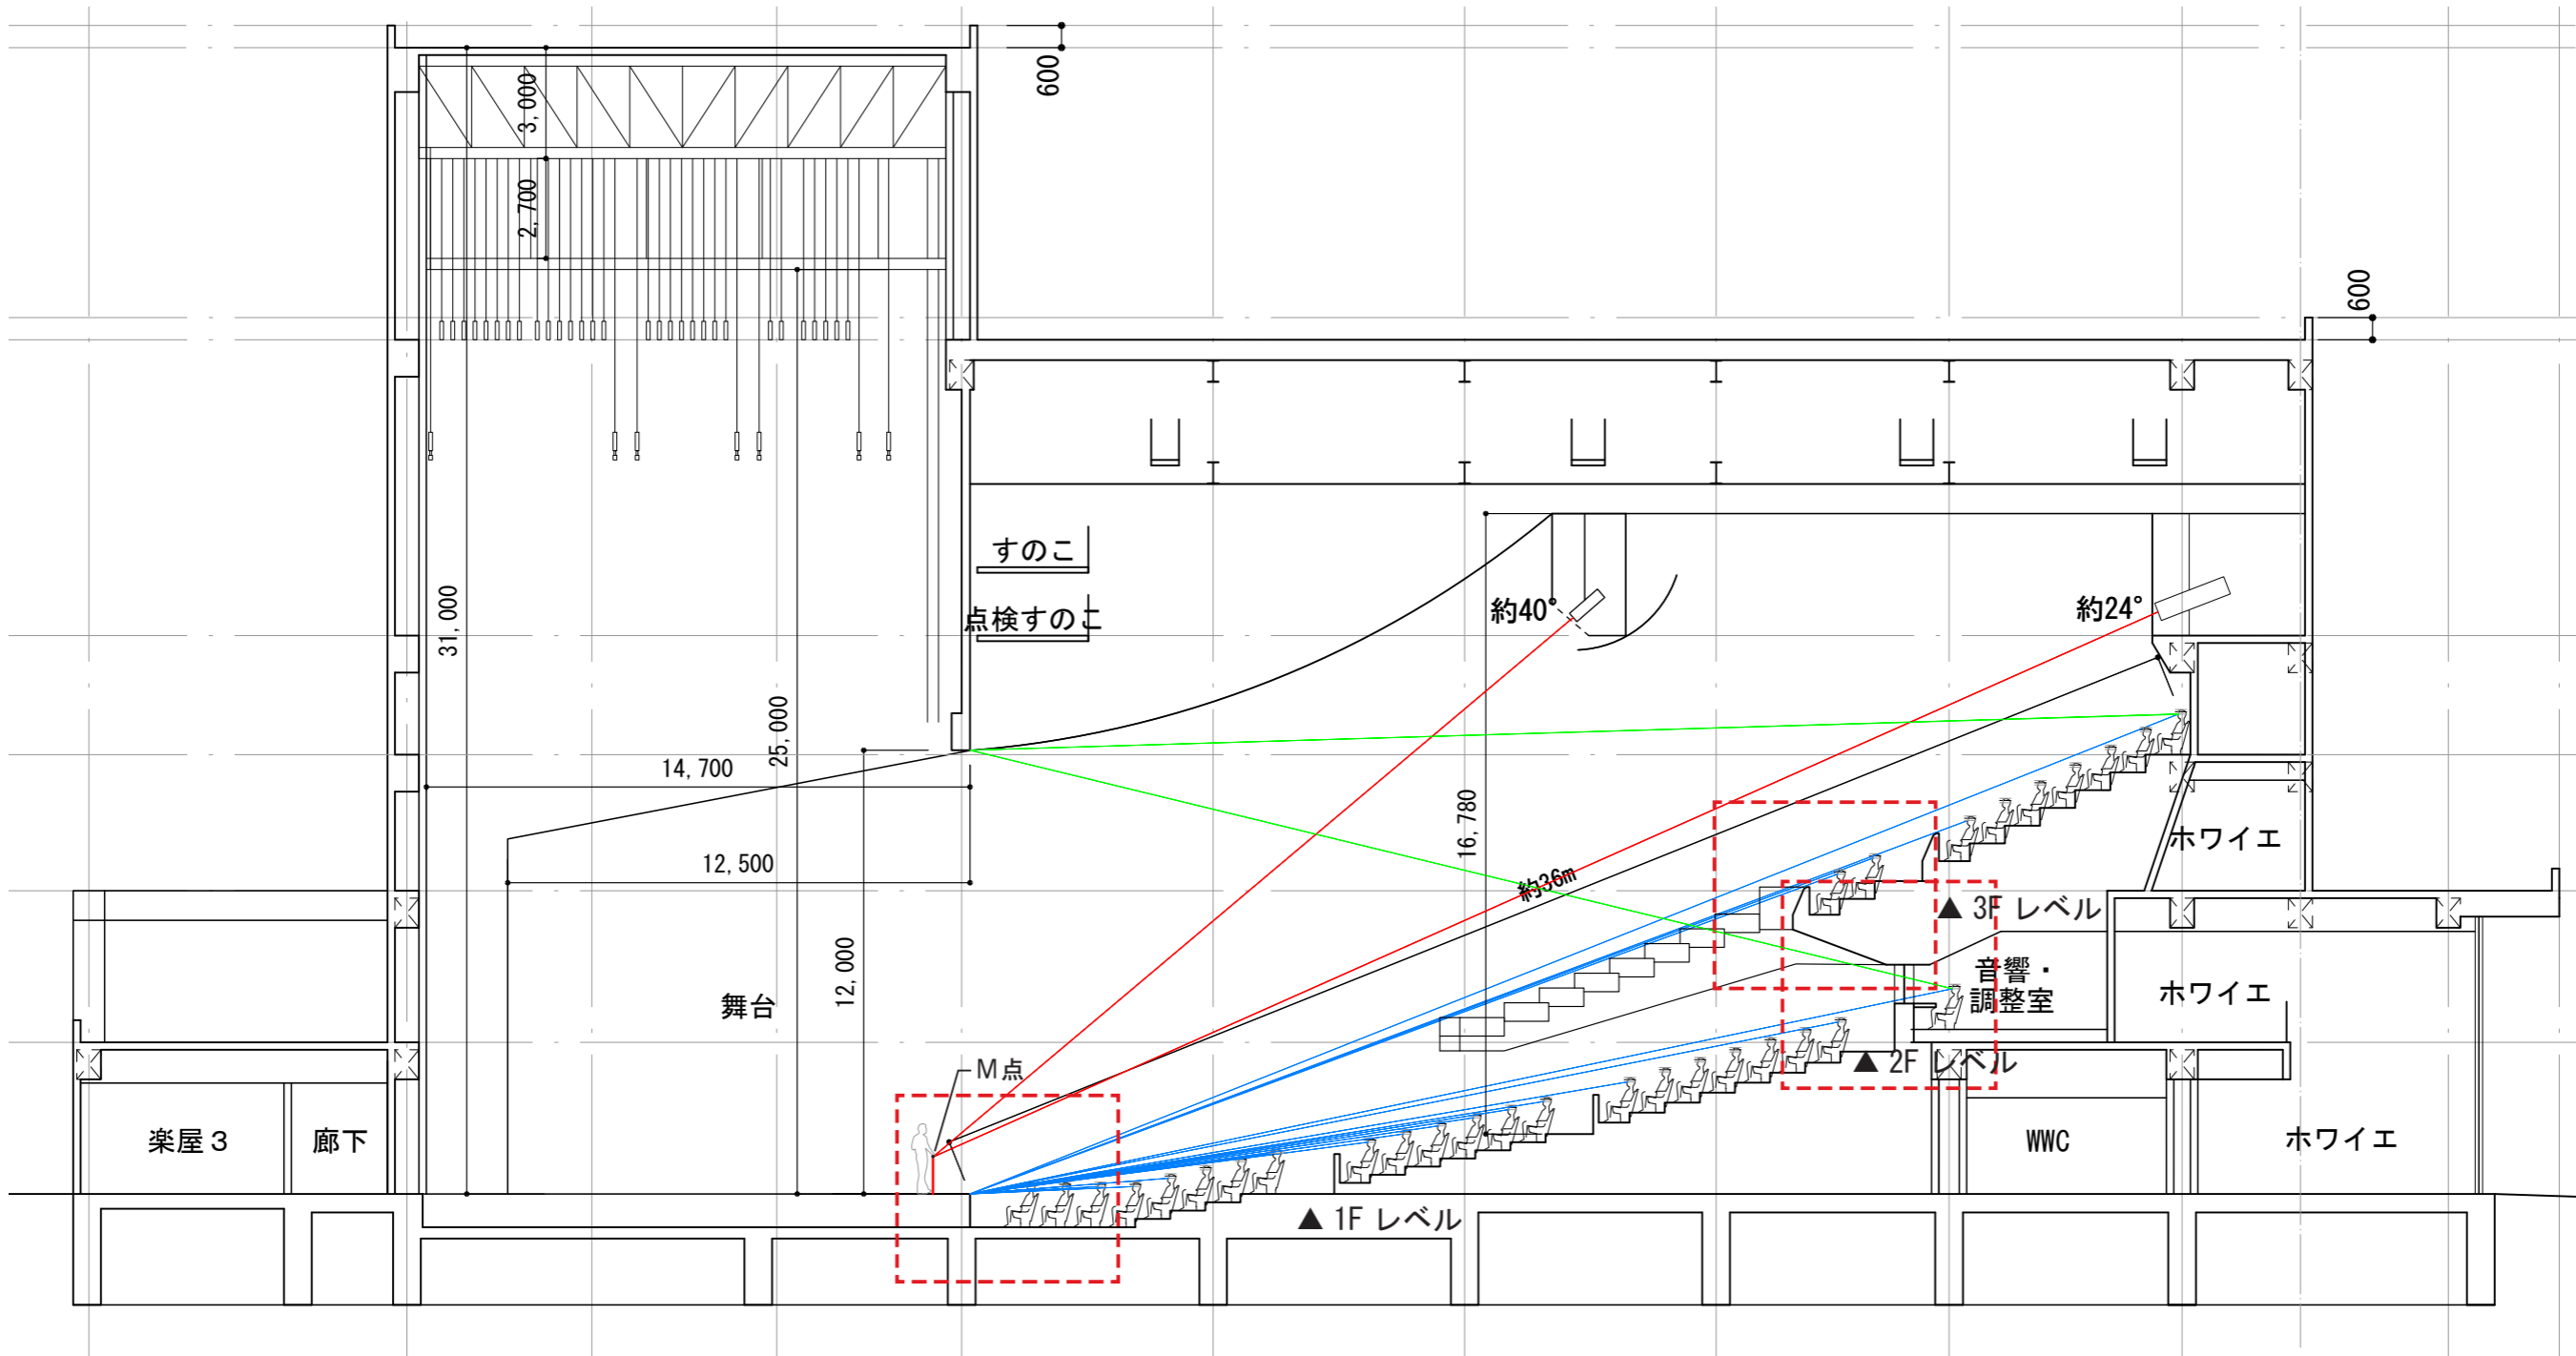 600
3,000
2,700
600
すのこ
31,000
点検すのこ
約40°
約24°
25,000
14,700
12,500
16,780
約36m
ホワイエ
▲ 3F レベル
12,000
舞台
音響・
調整室
ホワイエ
M点
▲ 2F レベル
楽屋3
廊下
WWC
ホワイエ
▲ 1F レベル